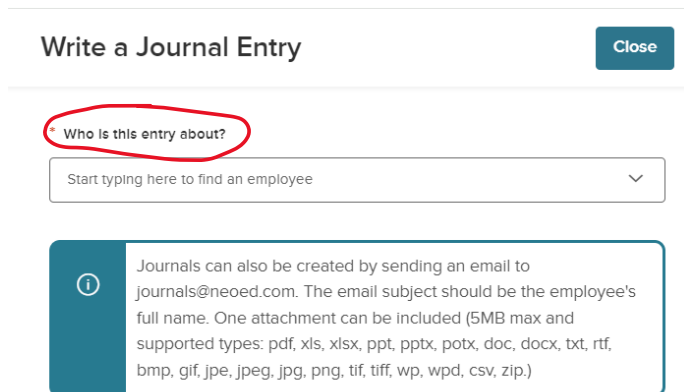 Write a Journal Entry
Close
* Who is this entry about?
Start typing here to find an employee
Journals can also be created by sending an email to
journals@neoed.com. The email subject should be the employee's
full name. One attachment can be included (5MB max and
supported types: pdf, xls, xlsx, ppt, pptx, potx, doc, docx, txt, rtf,
bmp, gif, jpe, jpeg, jpg, png, tif, tiff, wp, wpd, csv, zip.)